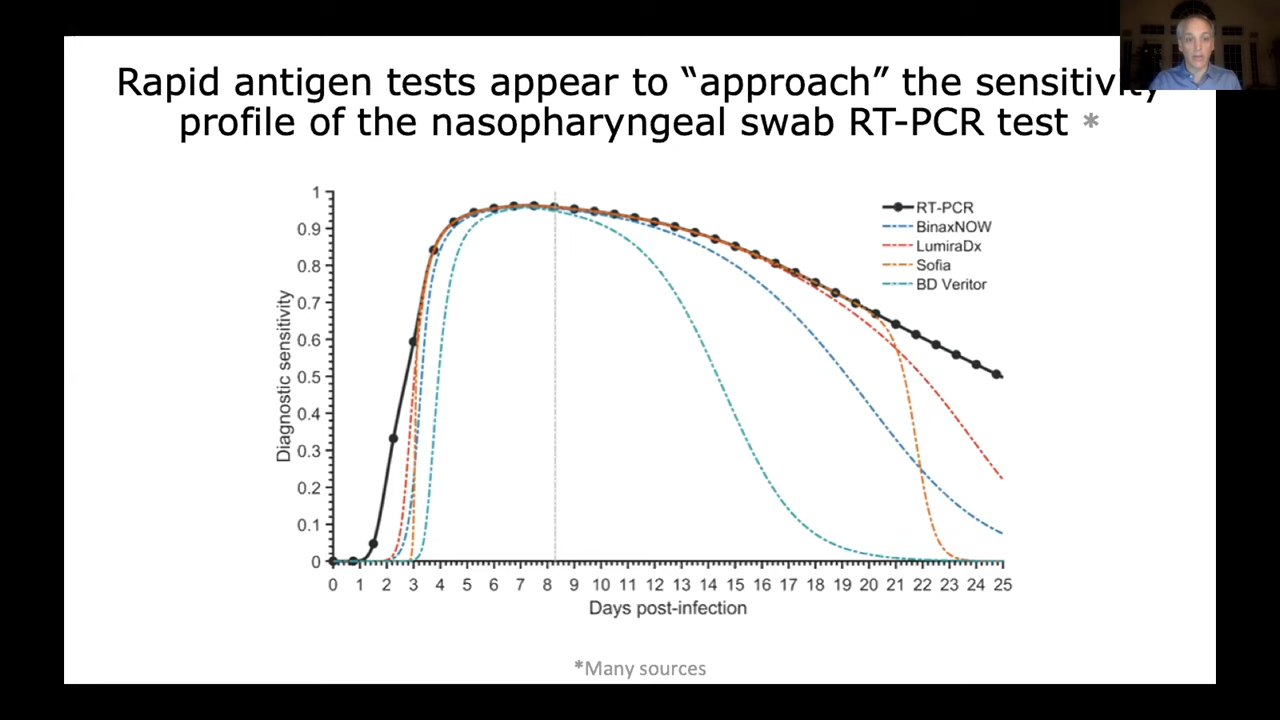 Rapid antigen tests appear to “approach” the sensitivity
profile of the nasopharyngeal swab RT-PCR test *
RT-PCR
BinaxNOW
LumiraDx
Sofia
BD Veritor
Diagnostic sensitivity
1
0.9
0.8
0.7
0.6
0.5
0.4
0.3
0.2
0.1
0
0 1 2 3 4 5 6 7 8 9 10 11 12 13 14 15 16 17 18 19 20 21 22 23 24 25
Days post-infection
*Many sources